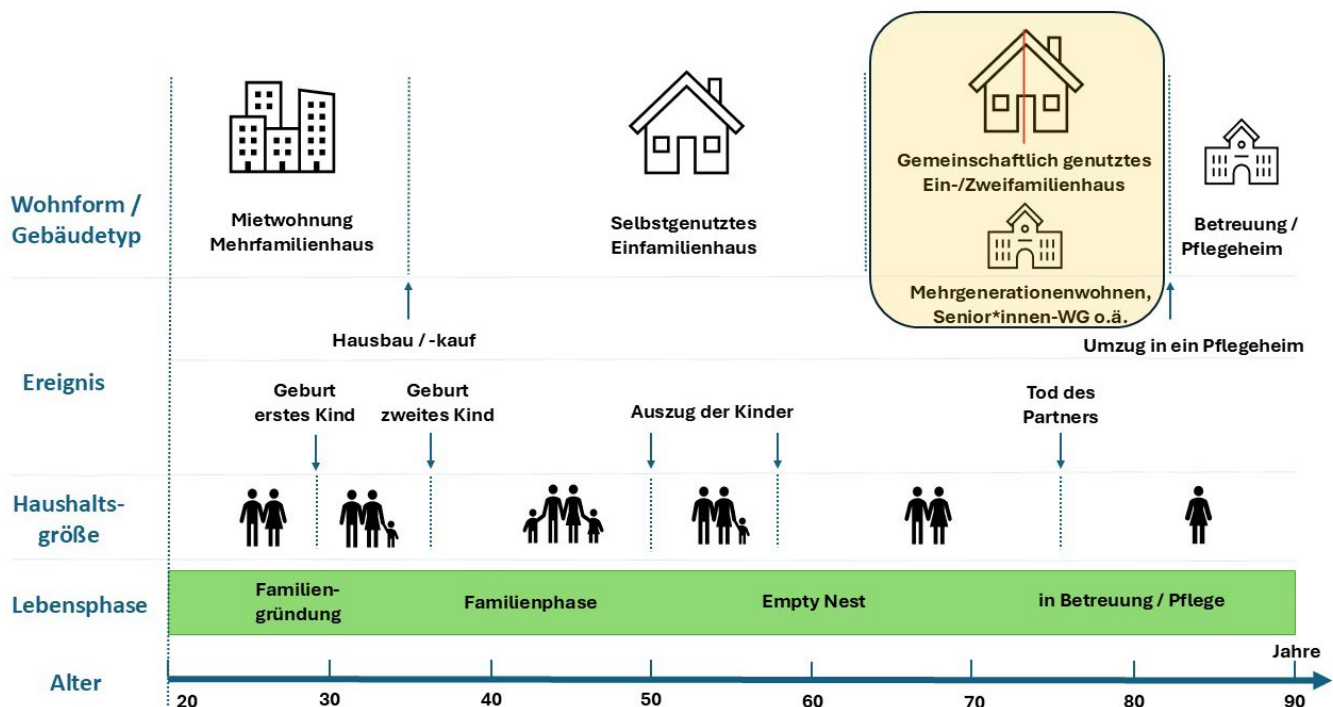 Wohnform /
Gebäudetyp
Mietwohnung
Mehrfamilienhaus
Selbstgenutztes
Einfamilienhaus
Gemeinschaftlich genutztes
Ein-/Zweifamilienhaus
Mehrgenerationenwohnen,
Senior*innen-WG o.ä.
Betreuung /
Pflegeheim
Ereignis
Hausbau / -kauf
Umzug in ein Pflegeheim
Geburt
erstes Kind
Geburt
zweites Kind
Auszug der Kinder
Tod des
Partners
Haushalts-
größe
Lebensphase
Familien-
gründung
Familienphase
Empty Nest
in Betreuung / Pflege
Jahre
Alter
20 30 40 50 60 70 80 90